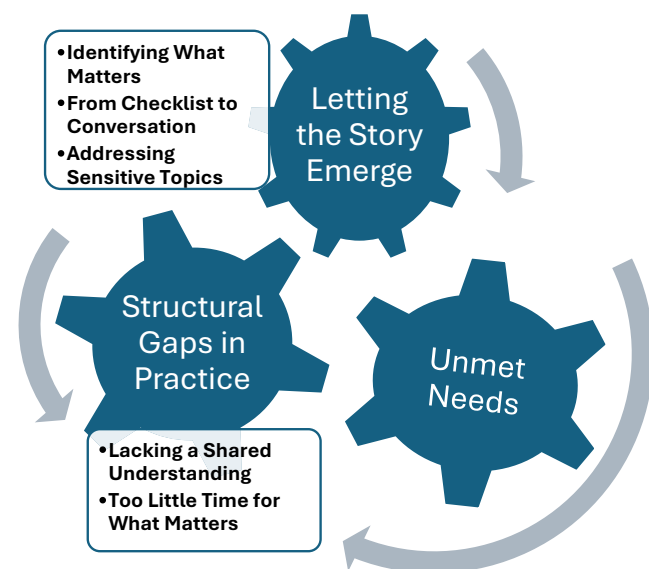 •Identifying What
Matters
•From Checklist to
Conversation
•Addressing
Sensitive Topics
Letting
the Story
Emerge
Structural
Gaps in
Practice
Unmet
Needs
•Lacking a Shared
Understanding
•Too Little Time for
What Matters